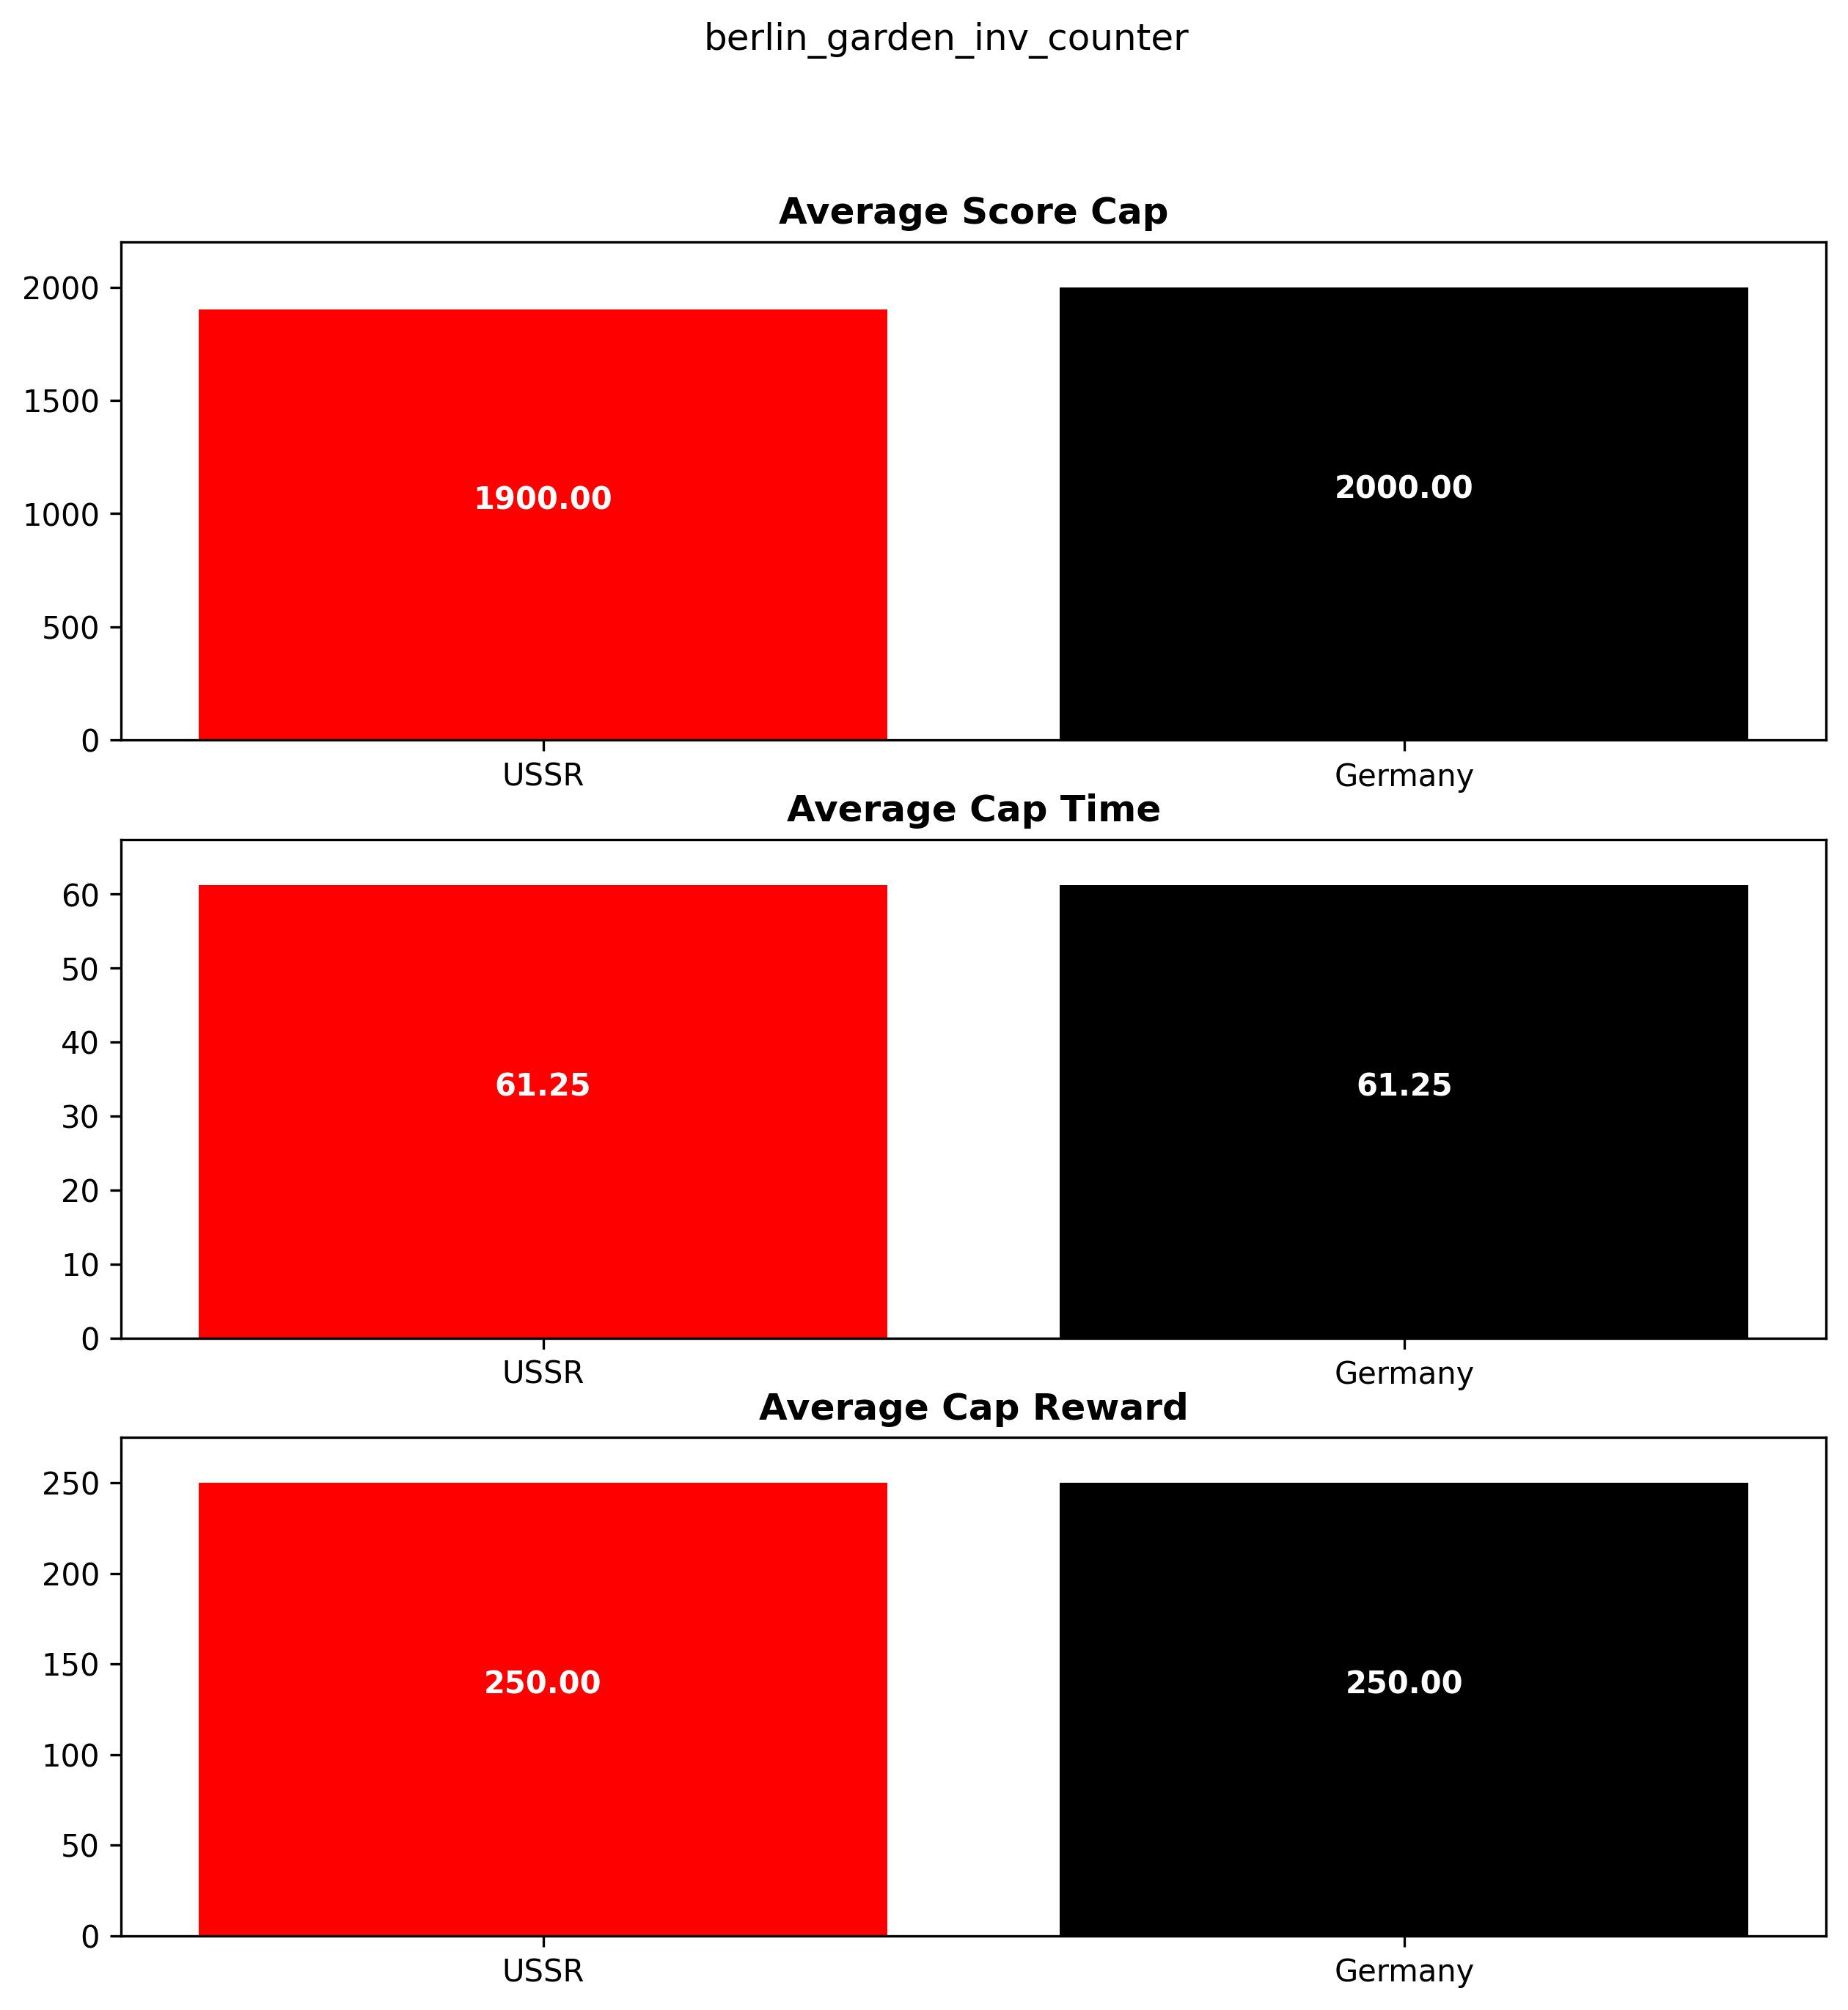 berlin_garden_inv_counter
Average Score Cap
2000
1500
1000
500
0
1900.00
2000.00
USSR
Germany
Average Cap Time
60
50
40
30
20
10
0
61.25
61.25
USSR
Germany
Average Cap Reward
250
200
150
100
50
0
250.00
250.00
USSR
Germany